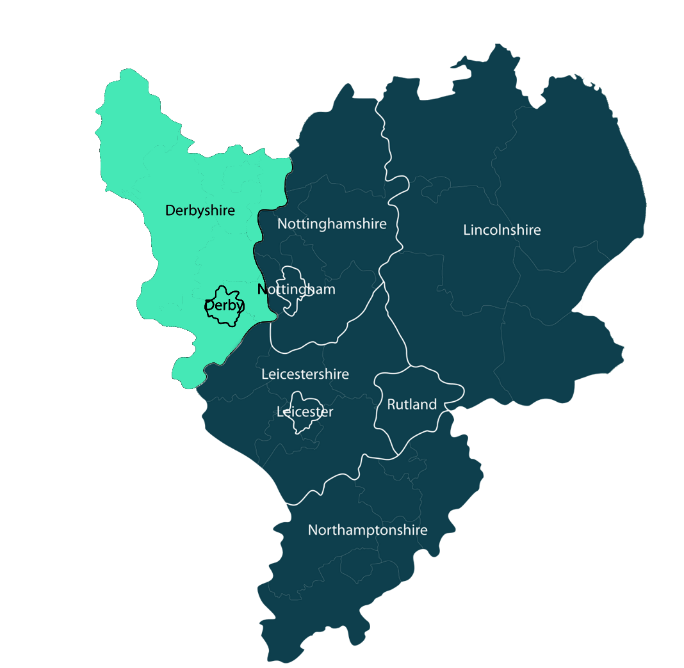 Derbyshire
Nottinghamshire
Lincolnshire
Nottingham
Derby
Leicestershire
Rutland
Leicester
Northamptonshire